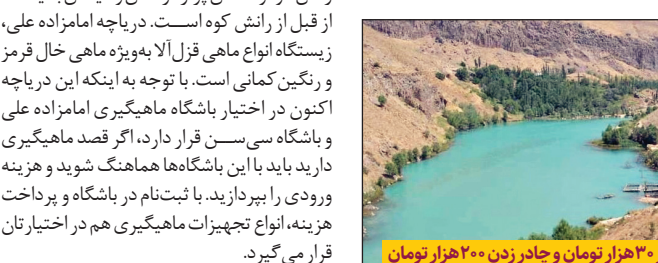 از قبل از رانش کوه است. دریاچه امامزاده علی،
زیستگاه انواع ماهی قزل‌آلا به‌ویژه ماهی خال قرمز
و رنگین‌کمانی است. با توجه به اینکه این دریاچه
اکنون در اختیار باشگاه ماهیگیری امامزاده علی
و باشگاه سی‌سن قرار دارد، اگر قصد ماهیگیری
دارید باید با این باشگاه‌ها هماهنگ شوید و هزینه
ورودی را بپردازید. با ثبت‌نام در باشگاه و پرداخت
هزینه، انواع تجهیزات ماهیگیری هم در اختیارتان
قرار می‌گیرد.
۳۰هزار تومان و چادر زدن ۲۰۰هزار تومان